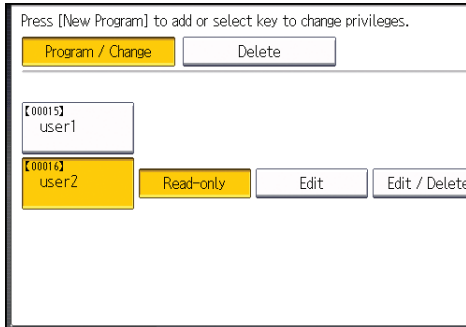 Press [New Program] to add or select key to change privileges.
Program / Change Delete
【00015】
user1
【00016】
user2 Read-only Edit Edit / Delete